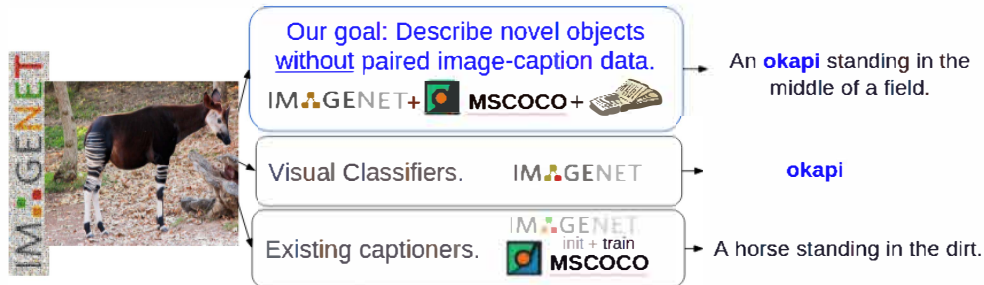 IMAGENET
Our goal: Describe novel objects
without paired image-caption data.
IMAGENET+ MSCOCO+
An okapi standing in the
middle of a field.
Visual Classifiers.
IMAGENET
okapi
Existing captioners.
IMAGENET
init + train
MSCOCO
A horse standing in the dirt.